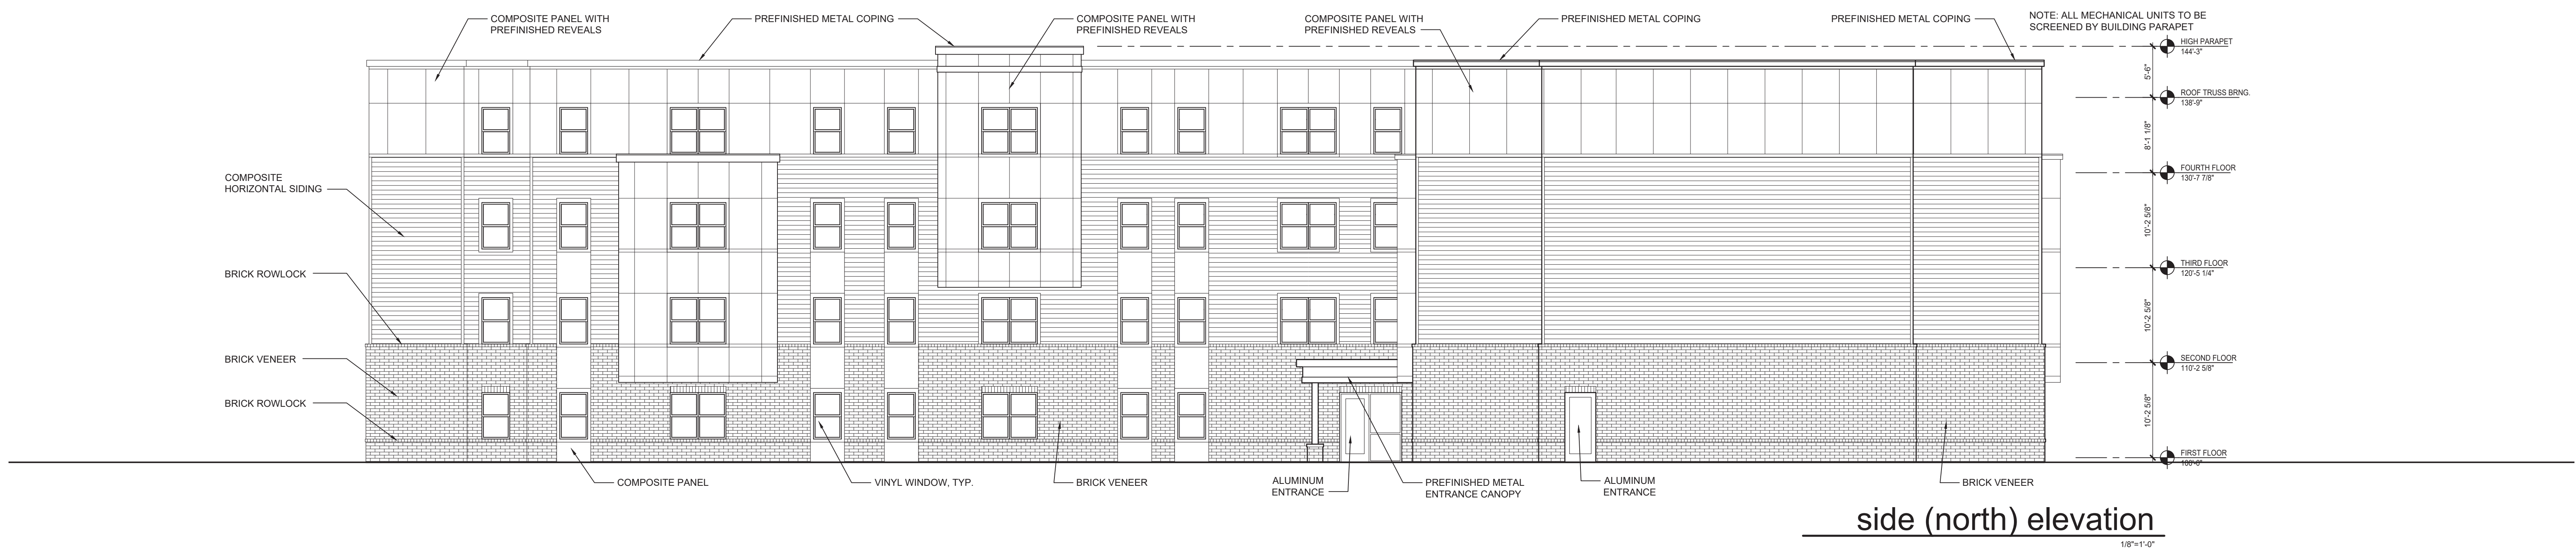 COMPOSITE PANEL WITH
PREFINISHED REVEALS
PREFINISHED METAL COPING
COMPOSITE PANEL WITH
PREFINISHED REVEALS
COMPOSITE PANEL WITH
PREFINISHED REVEALS
PREFINISHED METAL COPING
PREFINISHED METAL COPING
NOTE: ALL MECHANICAL UNITS TO BE
SCREENED BY BUILDING PARAPET
HIGH PARAPET
144'-3"
5'-6"
ROOF TRUSS BRNG.
138'-9"
8'-1 1/8"
FOURTH FLOOR
130'-7 7/8"
10'-2 5/8"
THIRD FLOOR
120'-5 1/4"
10'-2 5/8"
SECOND FLOOR
110'-2 5/8"
10'-2 5/8"
FIRST FLOOR
100'-0"
COMPOSITE
HORIZONTAL SIDING
BRICK ROWLOCK
BRICK VENEER
BRICK ROWLOCK
COMPOSITE PANEL
VINYL WINDOW, TYP.
BRICK VENEER
ALUMINUM
ENTRANCE
PREFINISHED METAL
ENTRANCE CANOPY
ALUMINUM
ENTRANCE
BRICK VENEER
side (north) elevation
1/8"=1'-0"